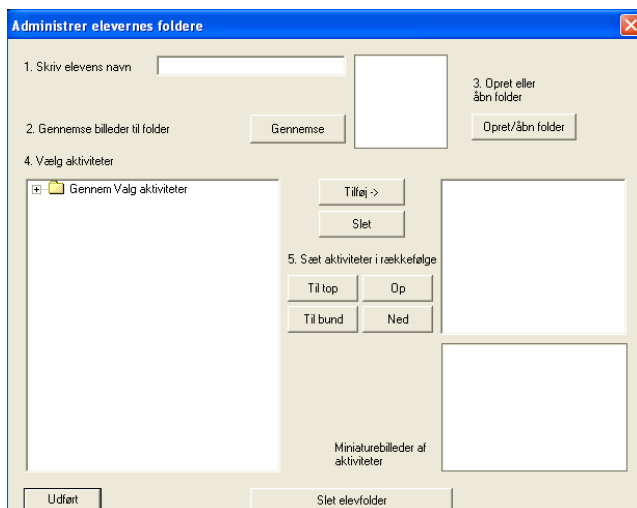 Administrer elevernes foldere
1. Skriv elevens navn
3. Opret eller
åbn folder
2. Gennemse billeder til folder
Gennemse
Opret/åbn folder
4. Vælg aktiviteter
Gennem Valg aktiviteter
Tilføj ->
Slet
5. Sæt aktiviteter i rækkefølge
Til top
Op
Til bund
Ned
Miniaturebilleder af
aktiviteter
Udført
Slet elevfolder